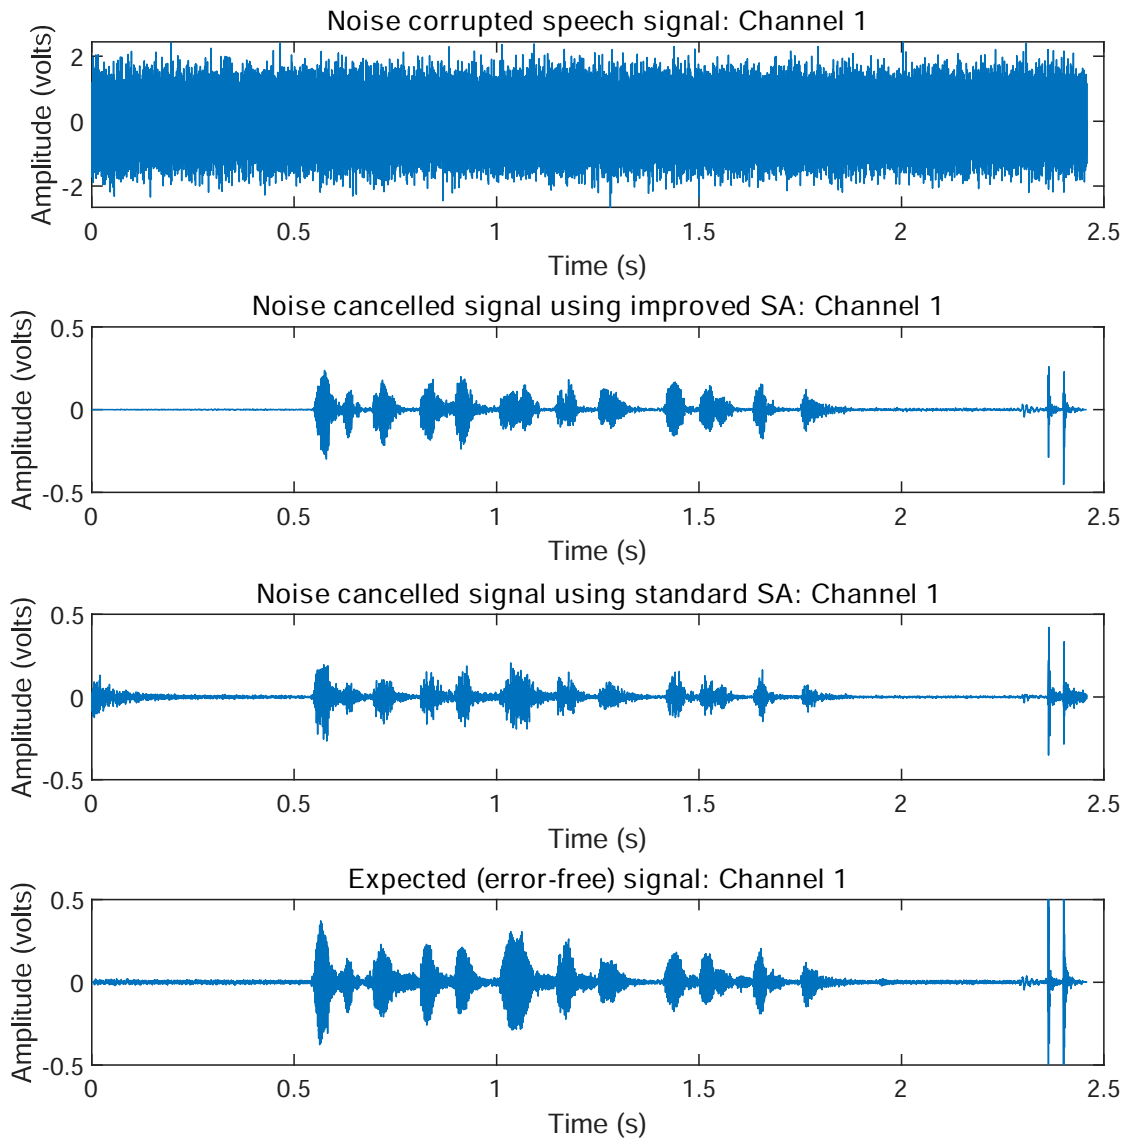 Noise corrupted speech signal: Channel 1
Amplitude (volts)
2
0
-2
0 0.5 1 1.5 2 2.5
Time (s)
Noise cancelled signal using improved SA: Channel 1
Amplitude (volts)
0.5
0
-0.5
0 0.5 1 1.5 2 2.5
Time (s)
Noise cancelled signal using standard SA: Channel 1
Amplitude (volts)
0.5
0
-0.5
0 0.5 1 1.5 2 2.5
Time (s)
Expected (error-free) signal: Channel 1
Amplitude (volts)
0.5
0
-0.5
0 0.5 1 1.5 2 2.5
Time (s)